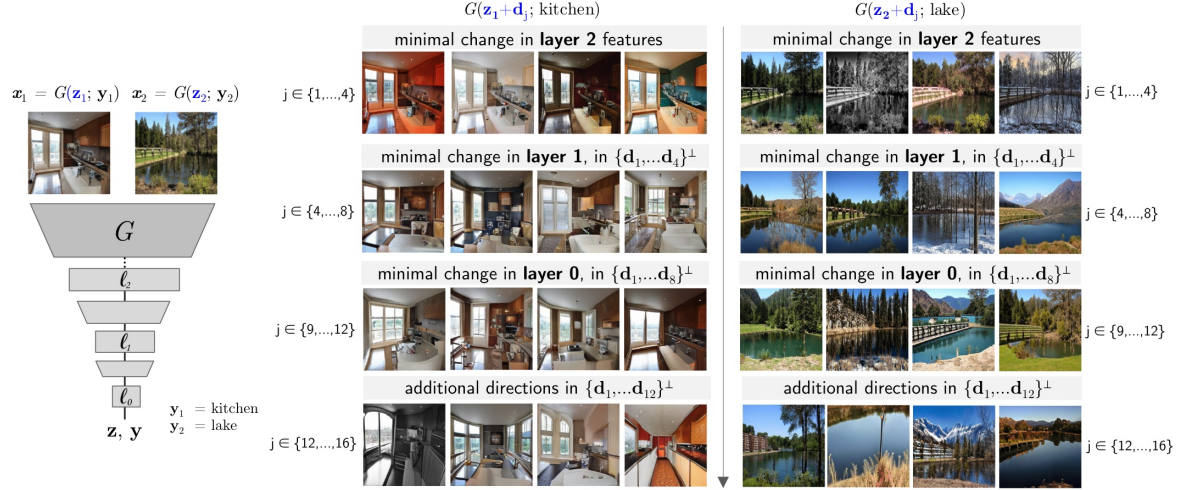 G(z₁+dⱼ; kitchen)
G(z₂+dⱼ; lake)
minimal change in layer 2 features
minimal change in layer 2 features
x₁ = G(z₁; y₁) x₂ = G(z₂; y₂)
j ∈ {1,...,4}
j ∈ {1,...,4}
minimal change in layer 1, in {d₁,...d₄}⊥
minimal change in layer 1, in {d₁,...d₄}⊥
j ∈ {4,...,8}
j ∈ {4,...,8}
G
minimal change in layer 0, in {d₁,...d₈}⊥
minimal change in layer 0, in {d₁,...d₈}⊥
ℓ₂
ℓ₁
j ∈ {9,...,12}
j ∈ {9,...,12}
additional directions in {d₁,...d₁₂}⊥
additional directions in {d₁,...d₁₂}⊥
ℓ₀
y₁ = kitchen
y₂ = lake
z, y
j ∈ {12,...,16}
j ∈ {12,...,16}